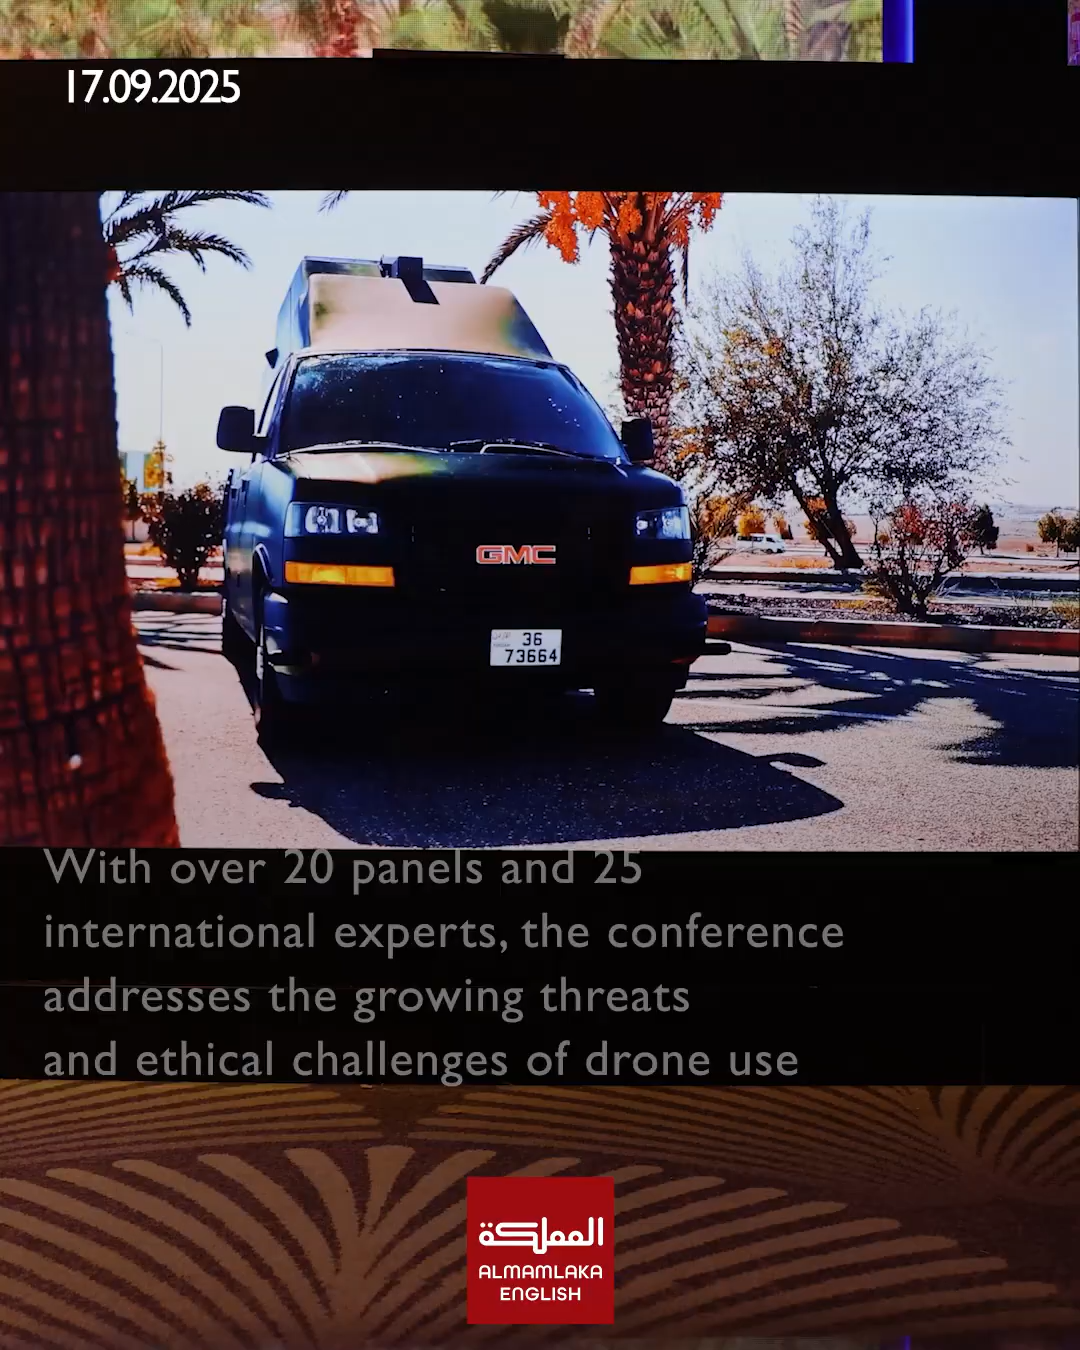 17.09.2025
GMC
36
73664
With over 20 panels and 25
international experts, the conference
addresses the growing threats
and ethical challenges of drone use
المملكة
ALMAMLAKA
ENGLISH